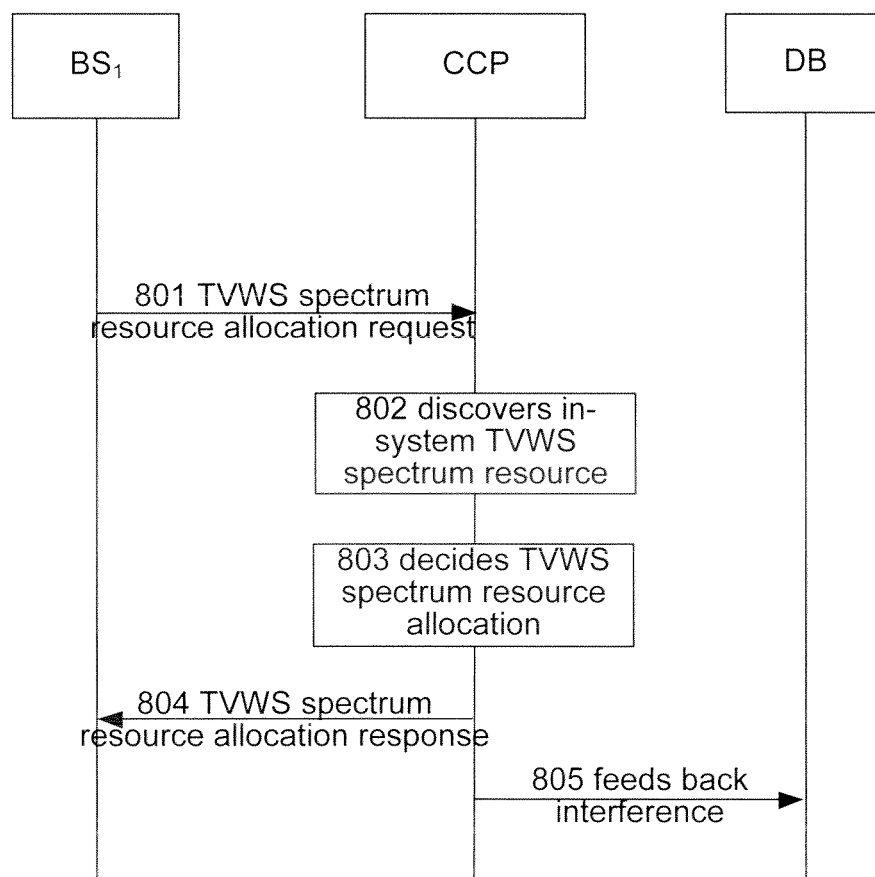 BS₁
CCP
DB
801 TVWS spectrum
resource allocation request
802 discovers in-
system TVWS
spectrum resource
803 decides TVWS
spectrum resource
allocation
804 TVWS spectrum
resource allocation response
805 feeds back
interference